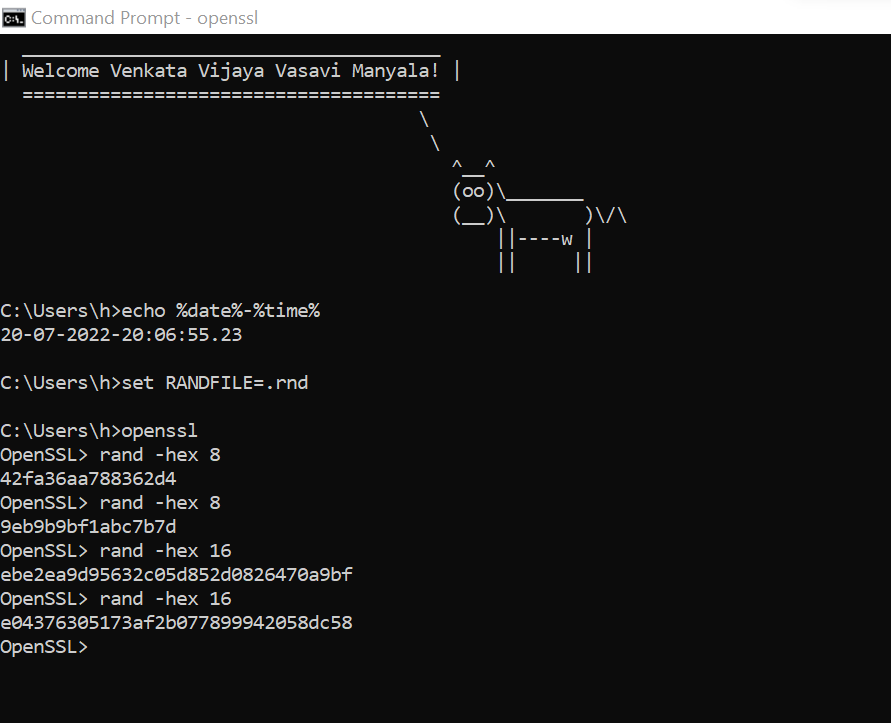 Command Prompt - openssl
 ______________________________________
| Welcome Venkata Vijaya Vasavi Manyala! |
  ======================================
                                      \
                                       \
                                         ^__^
                                         (oo)\_______
                                         (__)\       )\/\
                                             ||----w |
                                             ||     ||
C:\Users\h>echo %date%-%time%
20-07-2022-20:06:55.23
C:\Users\h>set RANDFILE=.rnd
C:\Users\h>openssl
OpenSSL> rand -hex 8
42fa36aa788362d4
OpenSSL> rand -hex 8
9eb9b9bf1abc7b7d
OpenSSL> rand -hex 16
ebe2ea9d95632c05d852d0826470a9bf
OpenSSL> rand -hex 16
e04376305173af2b077899942058dc58
OpenSSL>